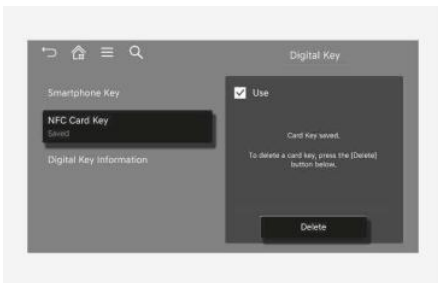 Digital Key
Smartphone Key
NFC Card Key
Saved
Digital Key Information
Use
Card Key saved.
To delete a card key, press the [Delete]
button below.
Delete